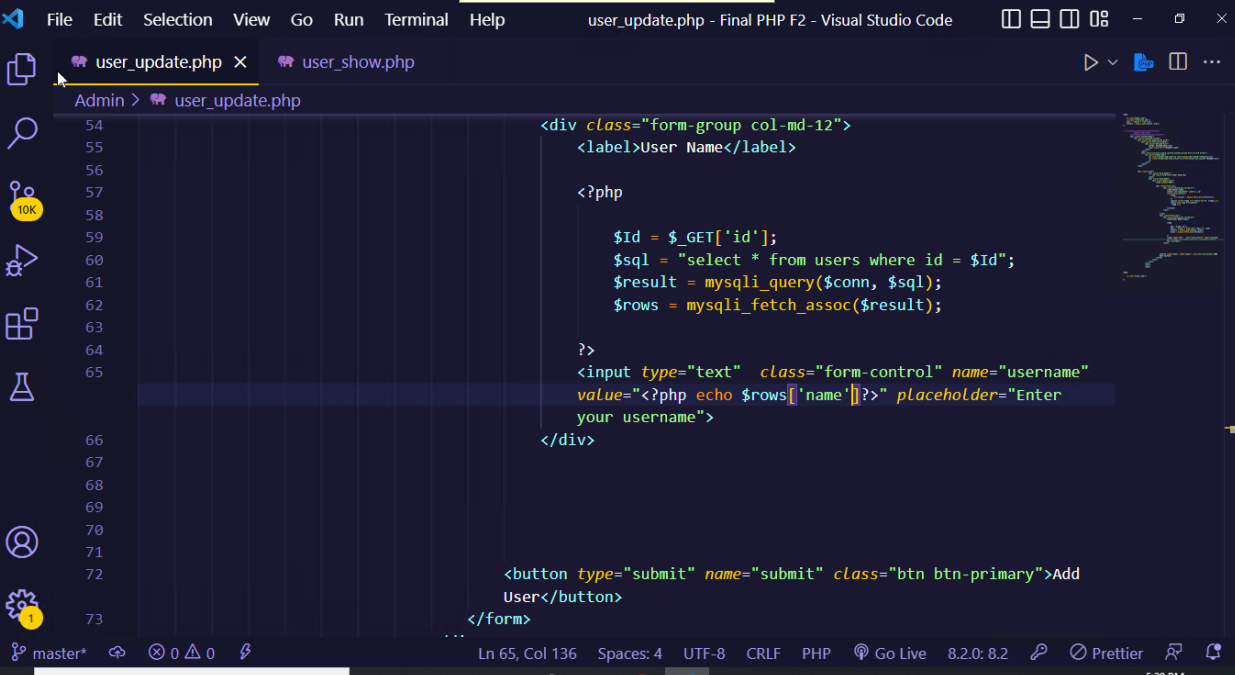 File Edit Selection View Go Run Terminal Help user_update.php - Final PHP F2 - Visual Studio Code
user_update.php user_show.php
Admin > user_update.php
54 <div class="form-group col-md-12">
55 <label>User Name</label>
56
57 <?php
58
59 $Id = $_GET['id'];
60 $sql = "select * from users where id = $Id";
61 $result = mysqli_query($conn, $sql);
62 $rows = mysqli_fetch_assoc($result);
63
64 ?>
65 <input type="text" class="form-control" name="username"
value="<?php echo $rows['name']?>" placeholder="Enter
your username">
66 </div>
67
68
69
70
71
72 <button type="submit" name="submit" class="btn btn-primary">Add
User</button>
73 </form>
10K
1
master* 0 0 Ln 65, Col 136 Spaces: 4 UTF-8 CRLF PHP Go Live 8.2.0: 8.2 Prettier